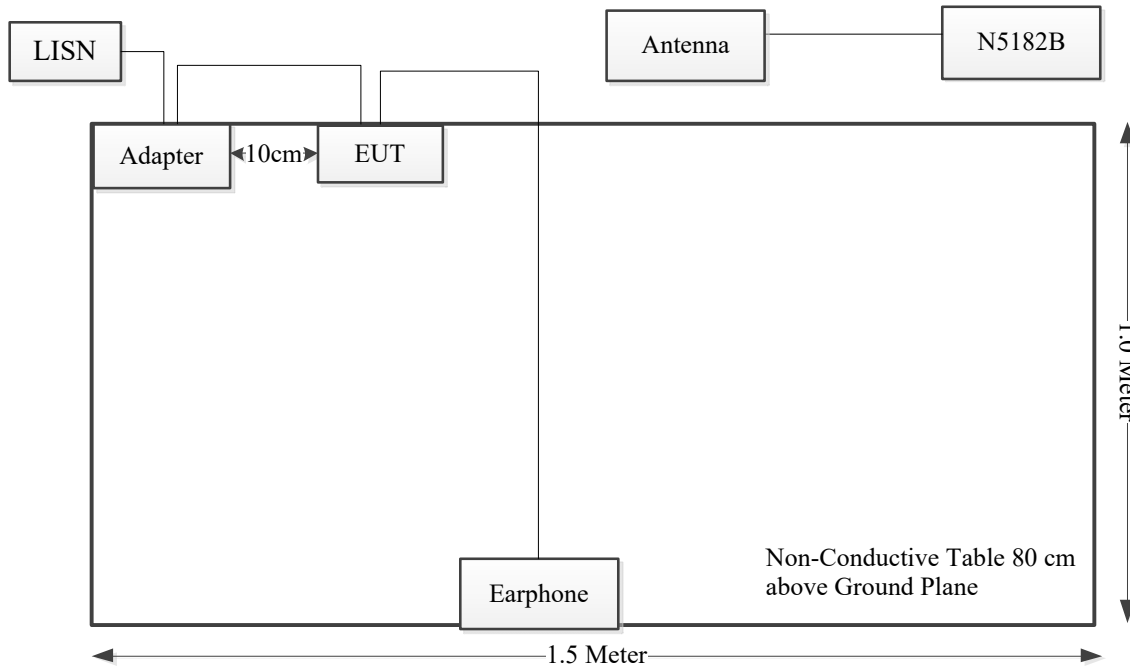 LISN
Antenna
N5182B
Adapter
10cm
EUT
1.0 Meter
Non-Conductive Table 80 cm
above Ground Plane
Earphone
1.5 Meter